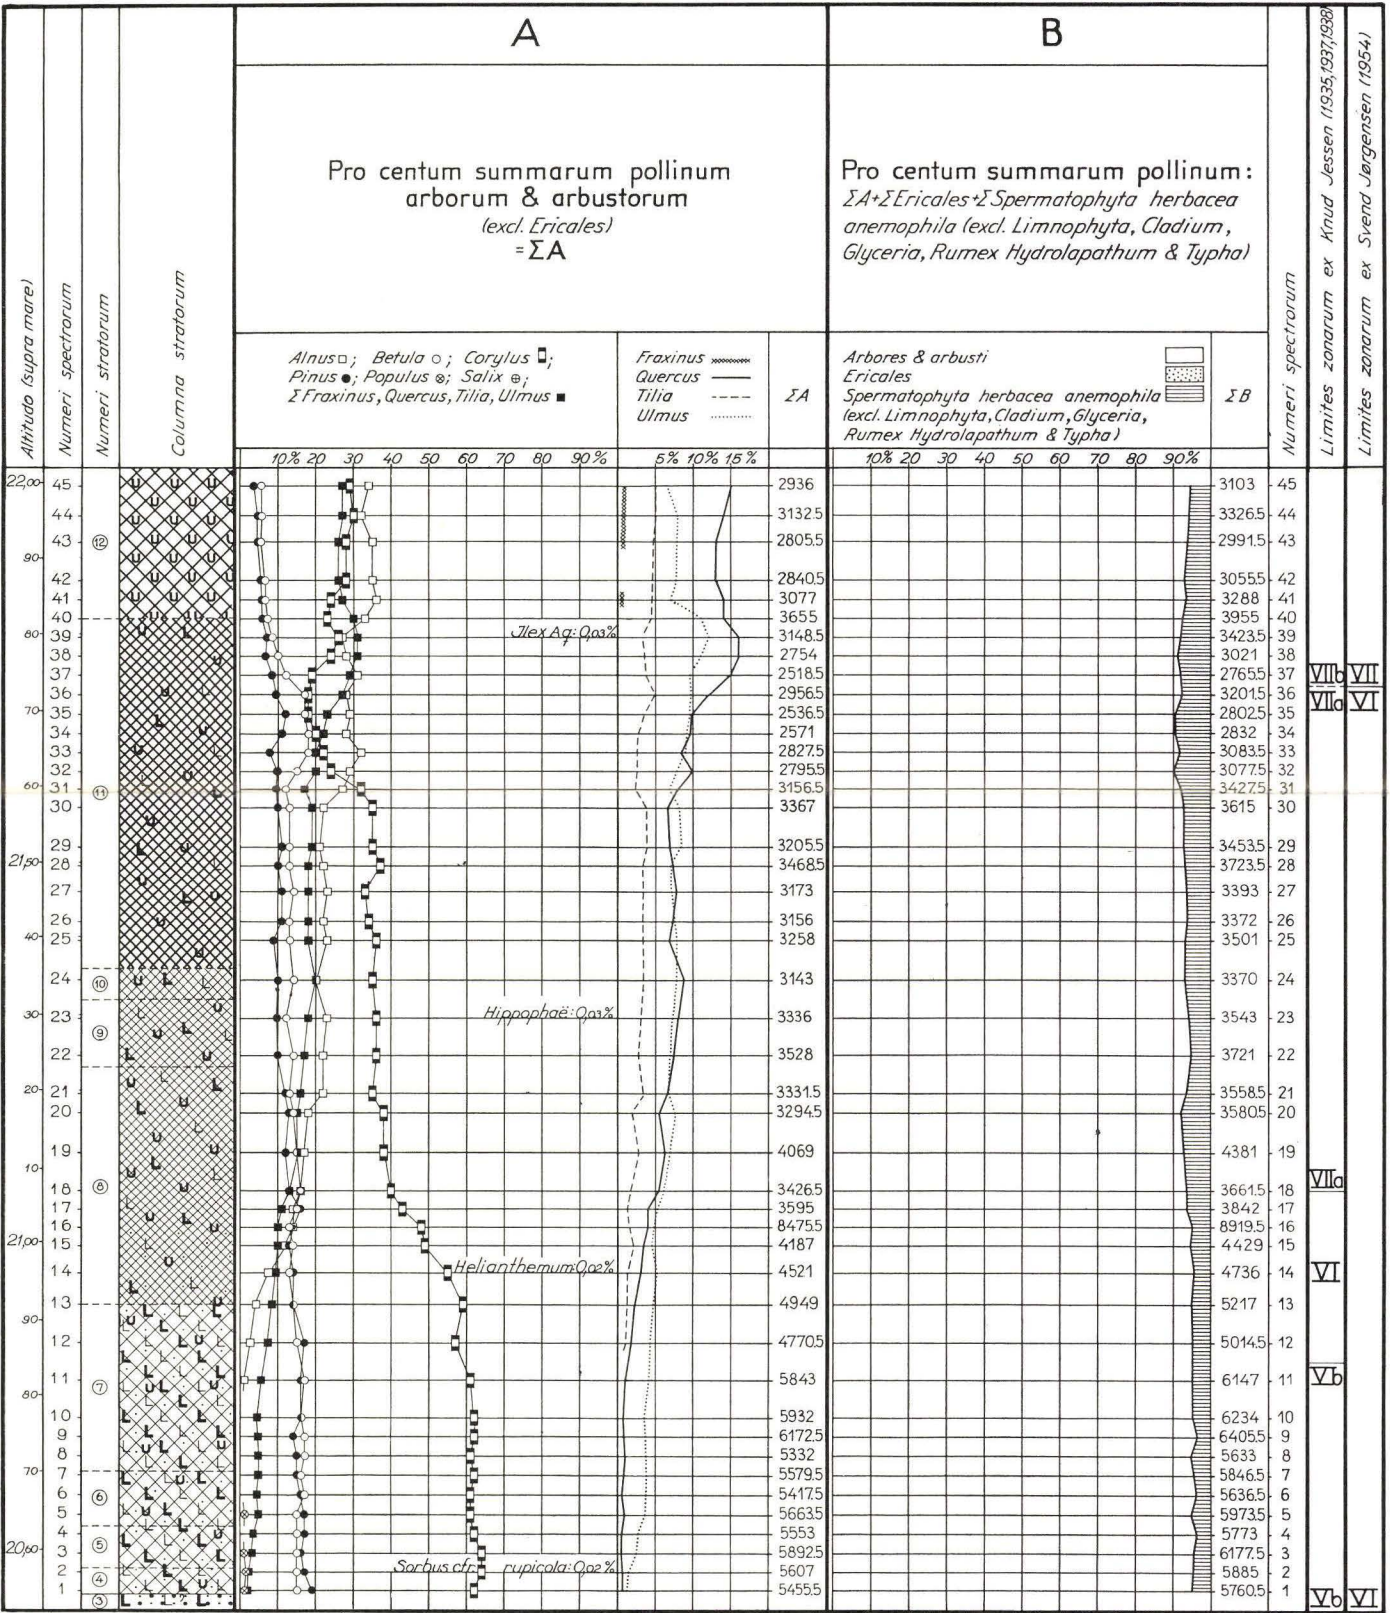 A
B
Pro centum summarum pollinum
arborum & arbustorum
(excl. Ericales)
= ΣA
Pro centum summarum pollinum:
ΣA+ΣEricales+ΣSpermatophyta herbacea
anemophila (excl. Limnophyta, Cladium,
Glyceria, Rumex Hydrolapathum & Typha)
Altitudo (supra mare)
Numeri spectrorum
Numeri stratorum
Columna stratorum
Alnus □; Betula ○; Corylus ▯;
Pinus ●; Populus ⊗; Salix ⊕;
Σ Fraxinus, Quercus, Tilia, Ulmus ■
Fraxinus
Quercus
Tilia
Ulmus
ΣA
Arbores & arbusti
Ericales
Spermatophyta herbacea anemophila
(excl. Limnophyta, Cladium, Glyceria,
Rumex Hydrolapathum & Typha)
ΣB
Numeri spectrorum
Limites zonarum ex Knud Jessen (1935,1937,1938)
Limites zonarum ex Svend Jørgensen (1954)
10% 20 30 40 50 60 70 80 90% 5% 10% 15% 10% 20 30 40 50 60 70 80 90%
22,00 45 2936 3103 45
44 3132.5 3326.5 44
43 ⑫ 2805.5 2991.5 43
90
42 2840.5 3055.5 42
41 3077 3288 41
40 3655 3955 40
80 39 Ilex Aq: 0,03% 3148.5 3423.5 39
38 2754 3021 38
37 2518.5 2765.5 37 VIIb VII
36 2956.5 3201.5 36 VIIa VI
70 35 2536.5 2802.5 35
34 2571 2832 34
33 2827.5 3083.5 33
32 2795.5 3077.5 32
60 31 ⑪ 3156.5 3427.5 31
30 3367 3615 30
29 3205.5 3453.5 29
21,50 28 3468.5 3723.5 28
27 3173 3393 27
26 3156 3372 26
40 25 3258 3501 25
24 ⑩ 3143 3370 24
30 23 ⑨ Hippophaë: 0,03% 3336 3543 23
22 3528 3721 22
20 21 3331.5 3558.5 21
20 3294.5 3580.5 20
19 4069 4381 19
10
18 ⑧ 3426.5 3661.5 18 VIIa
17 3595 3842 17
16 8475.5 8919.5 16
21,00 15 4187 4429 15
14 Helianthemum: 0,02% 4521 4736 14 VI
13 4949 5217 13
90
12 4770.5 5014.5 12
11 ⑦ 5843 6147 11 Vb
80
10 5932 6234 10
9 6172.5 6405.5 9
8 5332 5633 8
70 7 5579.5 5846.5 7
6 ⑥ 5417.5 5636.5 6
5 5663.5 5973.5 5
4 5553 5773 4
20,60 3 ⑤ 5892.5 6177.5 3
2 ④ Sorbus cfr. rupicola: 0,02% 5607 5885 2
1 5455.5 5760.5 1
③ Vb VI